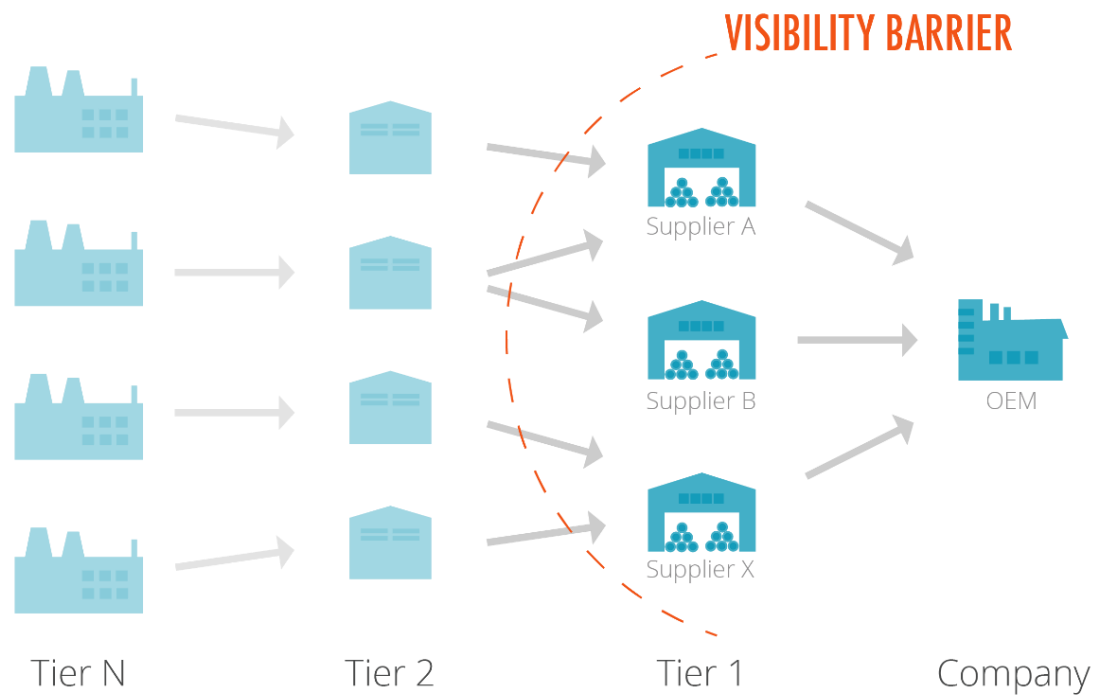 VISIBILITY BARRIER
Supplier A
Supplier B
OEM
Supplier X
Tier N
Tier 2
Tier 1
Company